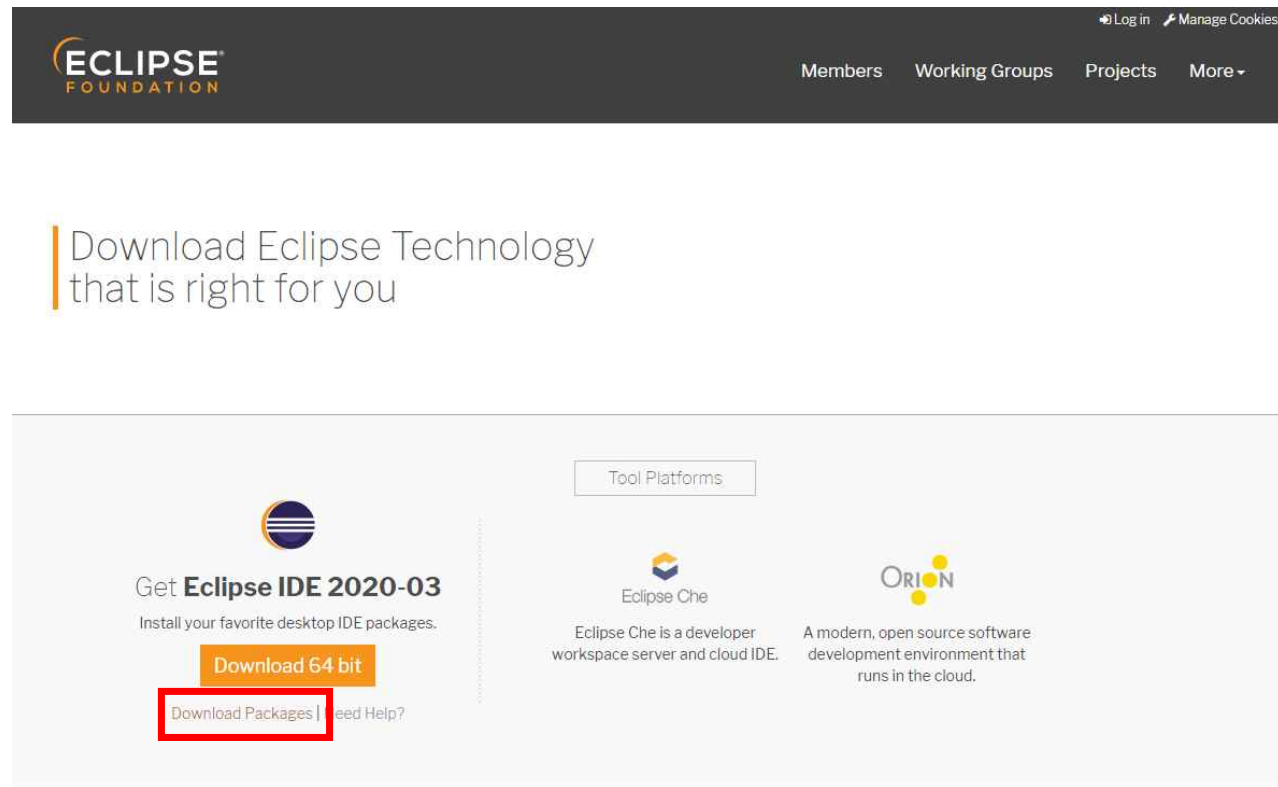 Log in Manage Cookies
ECLIPSE
FOUNDATION
Members Working Groups Projects More
Download Eclipse Technology
that is right for you
Tool Platforms
Get Eclipse IDE 2020-03
Install your favorite desktop IDE packages.
Download 64 bit
Download Packages | Need Help?
Eclipse Che
Eclipse Che is a developer
workspace server and cloud IDE.
ORION
A modern, open source software
development environment that
runs in the cloud.